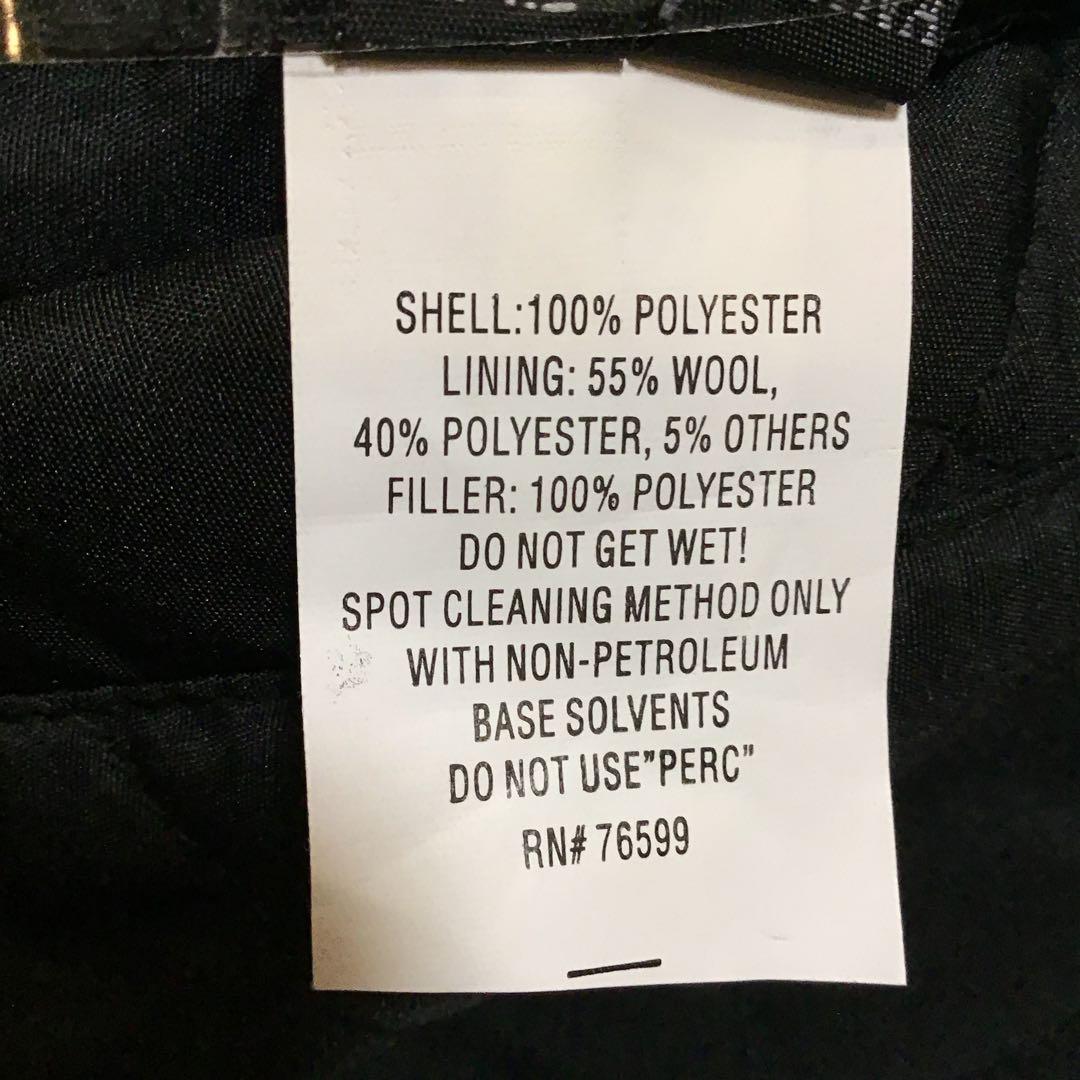 SHELL:100% POLYESTER
LINING: 55% WOOL,
40% POLYESTER, 5% OTHERS
FILLER: 100% POLYESTER
DO NOT GET WET!
SPOT CLEANING METHOD ONLY
WITH NON-PETROLEUM
BASE SOLVENTS
DO NOT USE"PERC"
RN# 76599